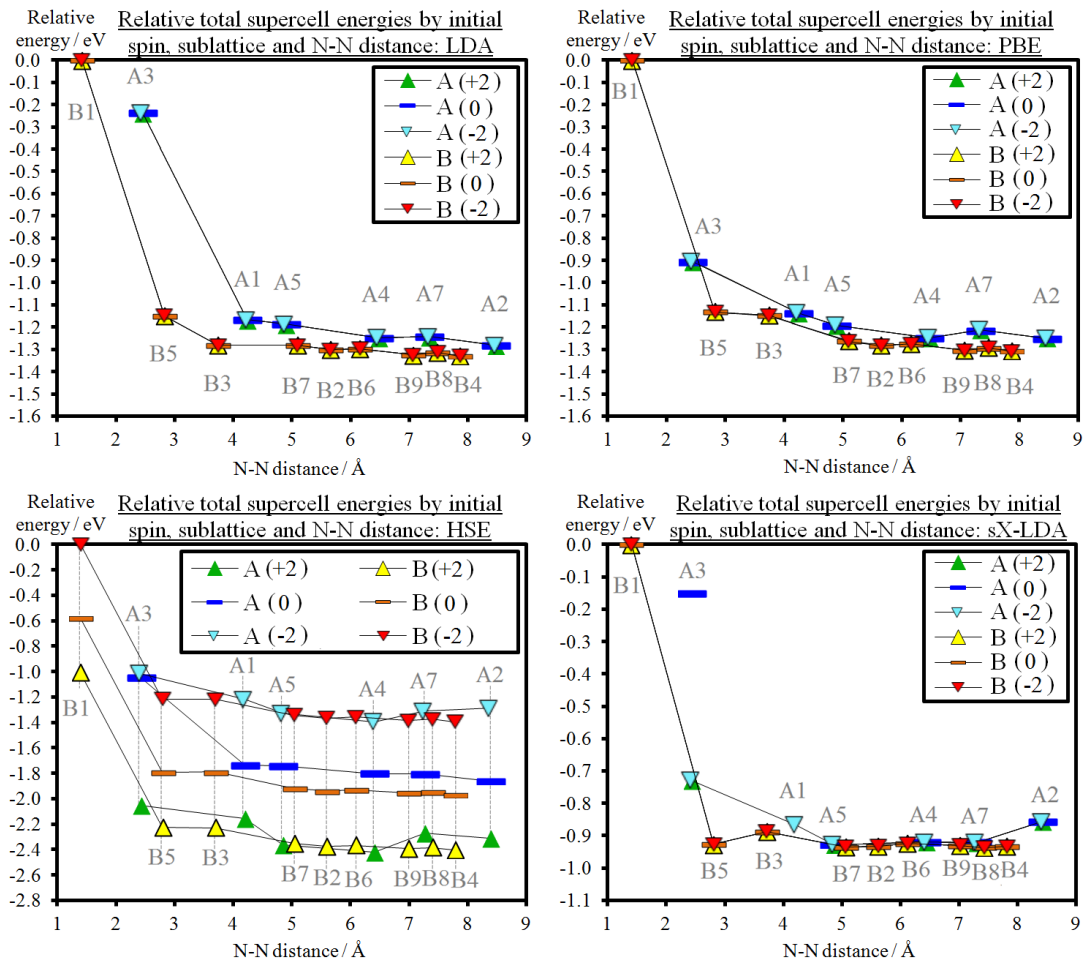 Relative
energy / eV
Relative total supercell energies by initial
spin, sublattice and N-N distance: LDA
0.0
-0.1
-0.2
-0.3
-0.4
-0.5
-0.6
-0.7
-0.8
-0.9
-1.0
-1.1
-1.2
-1.3
-1.4
-1.5
-1.6
A (+2)
A (0)
A (-2)
B (+2)
B (0)
B (-2)
B1
A3
B5
B3
A1
A5
B7
B2
B6
A4
A7
B9
B8
B4
A2
1 2 3 4 5 6 7 8 9
N-N distance / Å
Relative
energy / eV
Relative total supercell energies by initial
spin, sublattice and N-N distance: PBE
0.0
-0.1
-0.2
-0.3
-0.4
-0.5
-0.6
-0.7
-0.8
-0.9
-1.0
-1.1
-1.2
-1.3
-1.4
-1.5
-1.6
A (+2)
A (0)
A (-2)
B (+2)
B (0)
B (-2)
B1
A3
B5
B3
A1
A5
B7
B2
B6
A4
A7
B9
B8
B4
A2
1 2 3 4 5 6 7 8 9
N-N distance / Å
Relative
energy / eV
Relative total supercell energies by initial
spin, sublattice and N-N distance: HSE
0.0
-0.2
-0.4
-0.6
-0.8
-1.0
-1.2
-1.4
-1.6
-1.8
-2.0
-2.2
-2.4
-2.6
-2.8
A (+2) B (+2)
A (0) B (0)
A (-2) B (-2)
A3
B1
A1
A5
A4
A7
A2
B5
B3
B7
B2
B6
B9
B8
B4
1 2 3 4 5 6 7 8 9
N-N distance / Å
Relative
energy / eV
Relative total supercell energies by initial
spin, sublattice and N-N distance: sX-LDA
0.0
-0.1
-0.2
-0.3
-0.4
-0.5
-0.6
-0.7
-0.8
-0.9
-1.0
-1.1
A (+2)
A (0)
A (-2)
B (+2)
B (0)
B (-2)
B1
A3
A1
A5
A4
A7
A2
B5
B3
B7
B2
B6
B9
B8
B4
1 2 3 4 5 6 7 8 9
N-N distance / Å